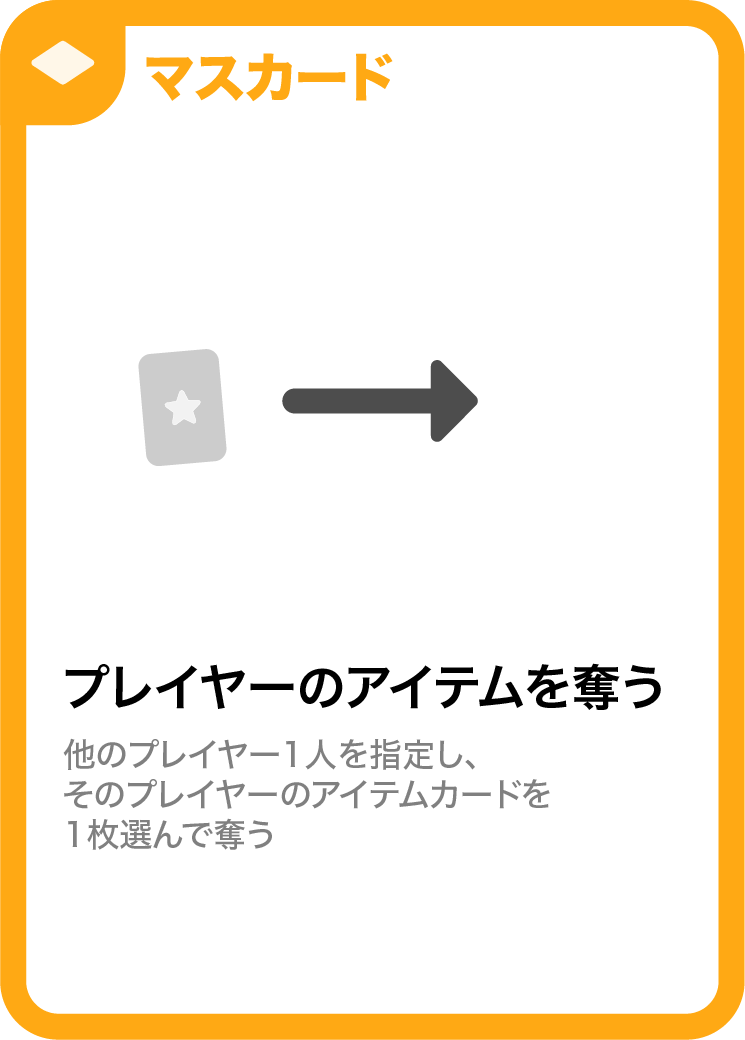 マスカード
プレイヤーのアイテムを奪う
他のプレイヤー1人を指定し、
そのプレイヤーのアイテムカードを
1枚選んで奪う